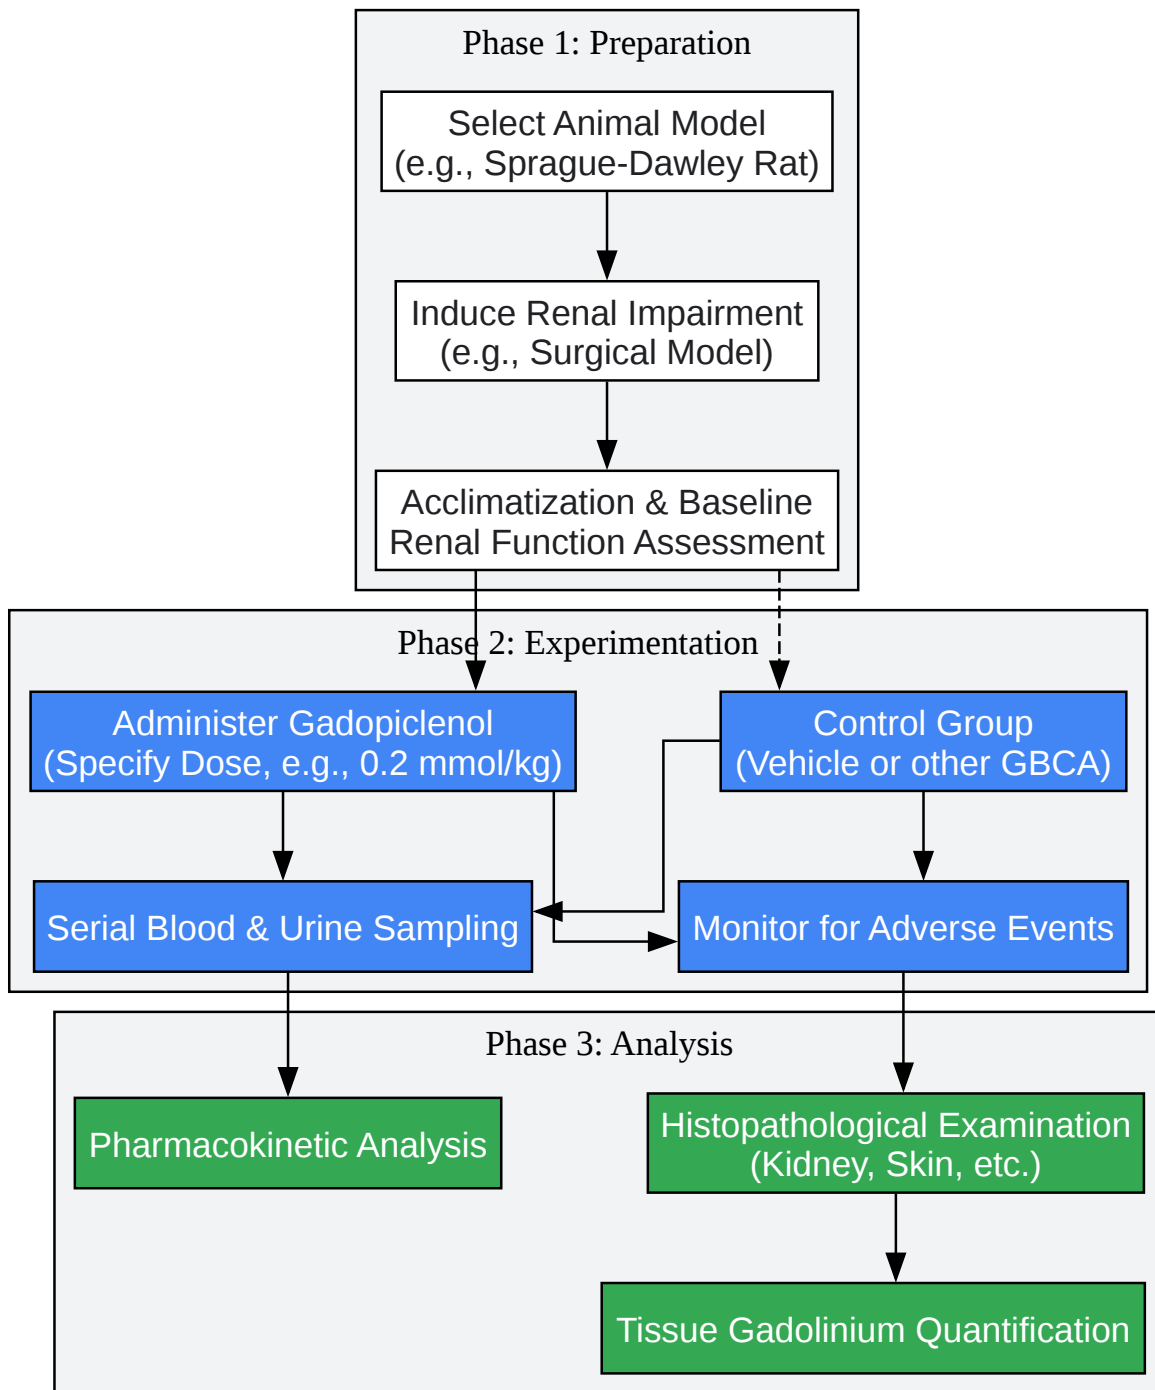 Phase 1: Preparation
Select Animal Model
(e.g., Sprague-Dawley Rat)
Induce Renal Impairment
(e.g., Surgical Model)
Acclimatization & Baseline
Renal Function Assessment
Phase 2: Experimentation
Administer Gadopiclenol
(Specify Dose, e.g., 0.2 mmol/kg)
Control Group
(Vehicle or other GBCA)
Serial Blood & Urine Sampling
Monitor for Adverse Events
Phase 3: Analysis
Pharmacokinetic Analysis
Histopathological Examination
(Kidney, Skin, etc.)
Tissue Gadolinium Quantification